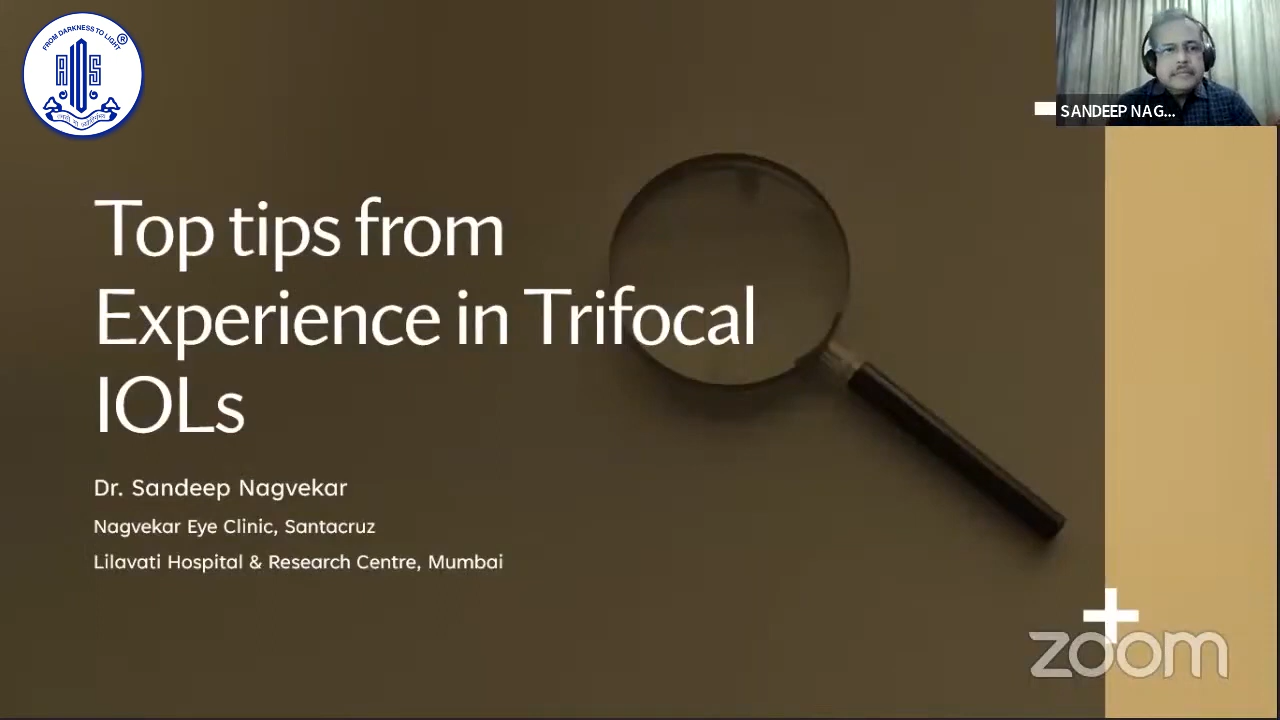 FROM DARKNESS TO LIGHT
®
AIOS
SANDEEP NAG...
Top tips from
Experience in Trifocal
IOLs
Dr. Sandeep Nagvekar
Nagvekar Eye Clinic, Santacruz
Lilavati Hospital & Research Centre, Mumbai
zoom